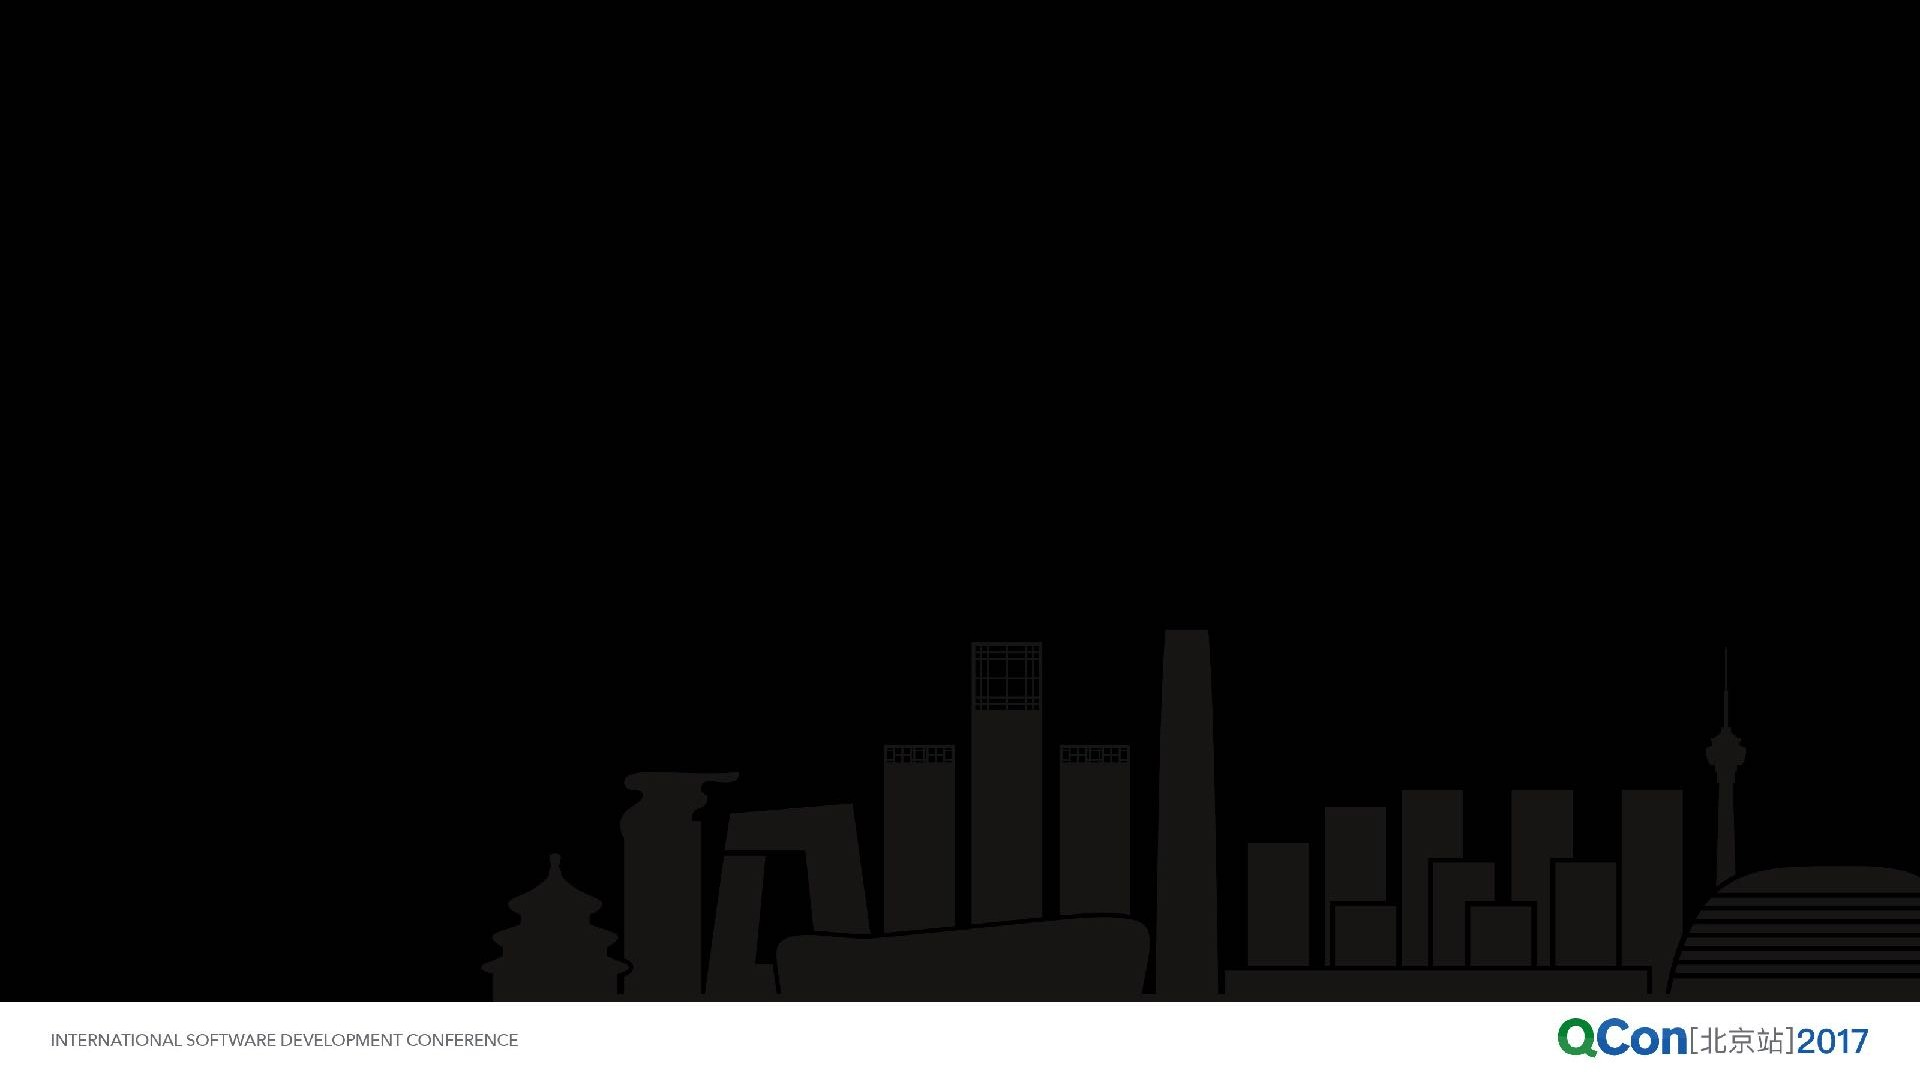 INTERNATIONAL SOFTWARE DEVELOPMENT CONFERENCE
QCon[北京站]2017